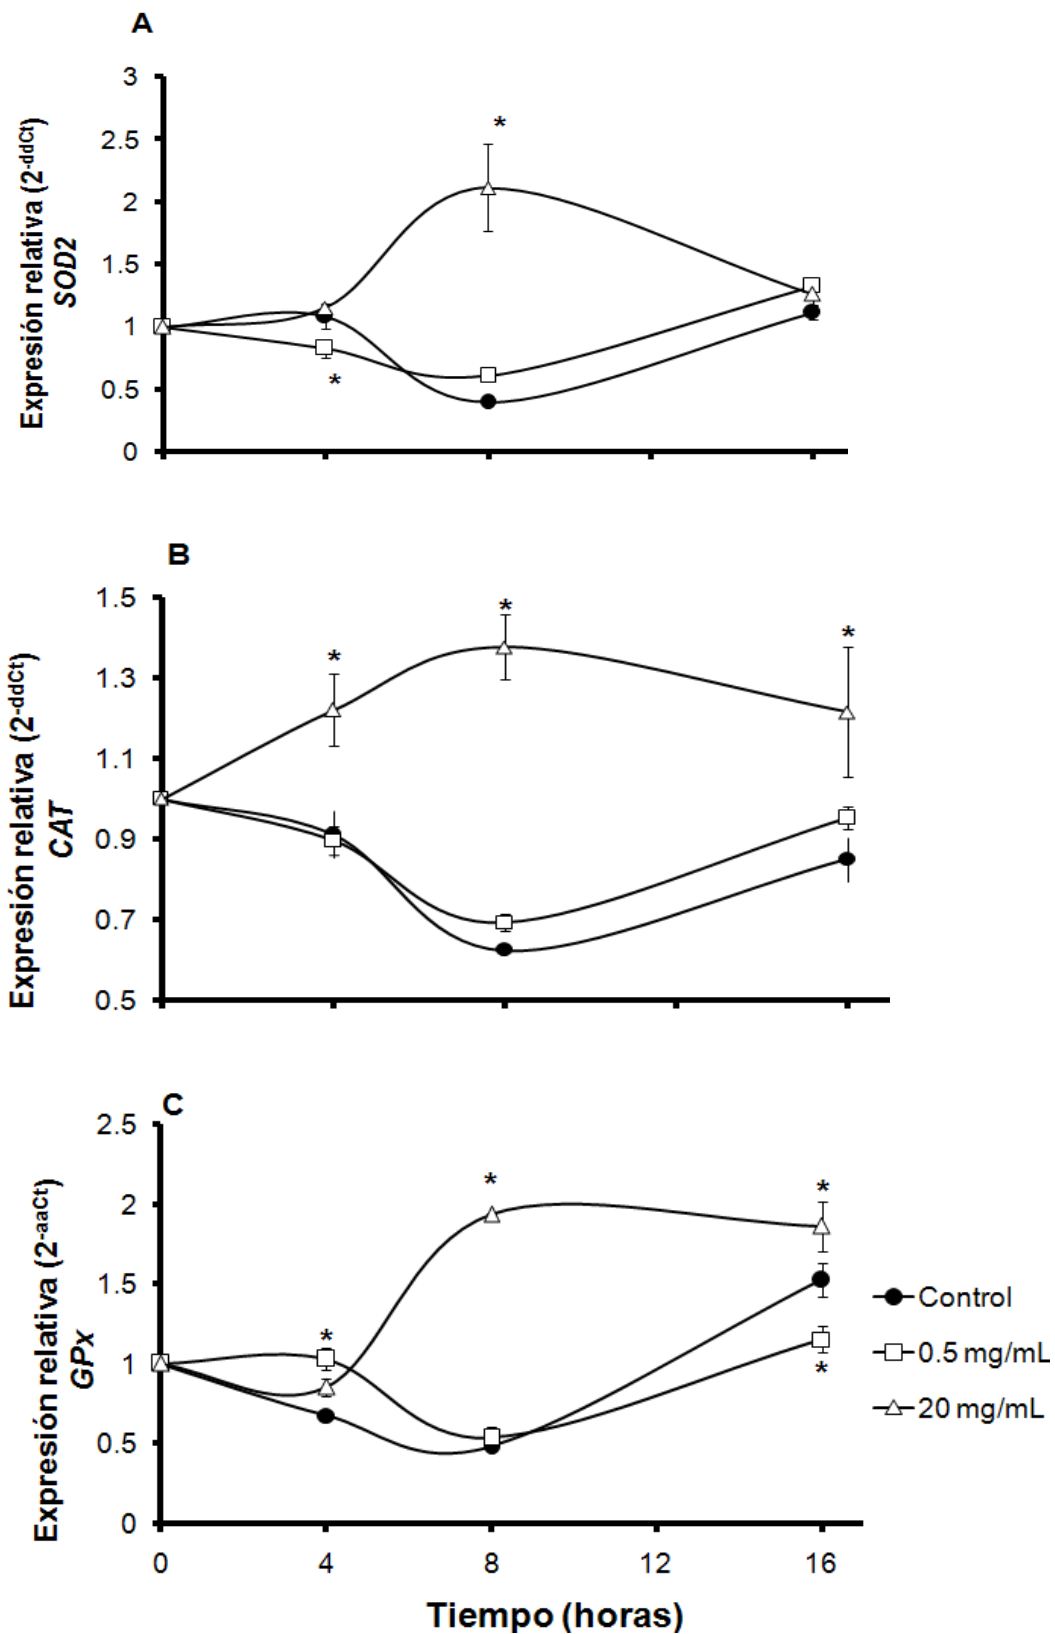 A
Expresión relativa (2-ddCt)
SOD2
3
2.5
2
1.5
1
0.5
0
*
*
B
Expresión relativa (2-ddCt)
CAT
1.5
1.3
1.1
0.9
0.7
0.5
*
*
*
C
Expresión relativa (2-aaCt)
GPx
2.5
2
1.5
1
0.5
0
*
*
*
*
Control
0.5 mg/mL
20 mg/mL
0 4 8 12 16
Tiempo (horas)